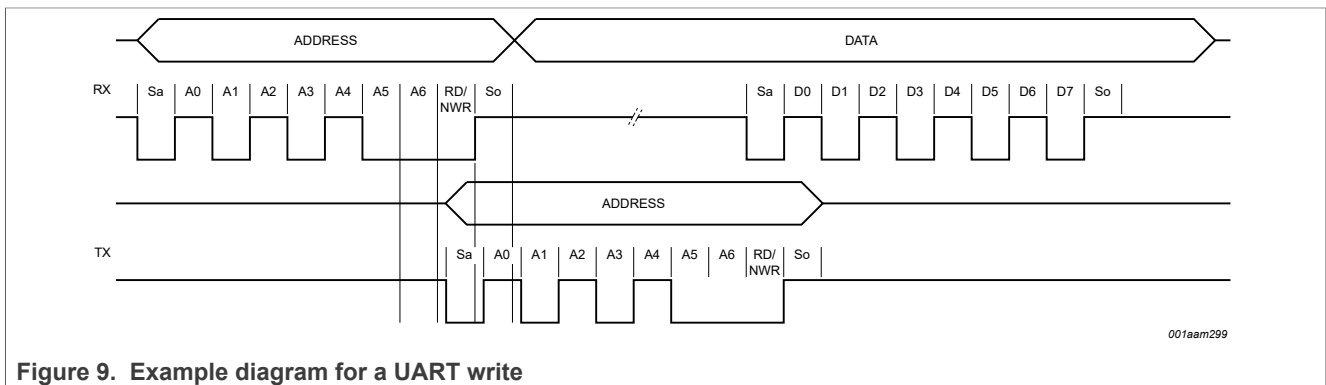 ADDRESS DATA
RX Sa A0 A1 A2 A3 A4 A5 A6 RD/ So Sa D0 D1 D2 D3 D4 D5 D6 D7 So
NWR
ADDRESS
TX Sa A0 A1 A2 A3 A4 A5 A6 RD/ So
NWR
001aam299
Figure 9. Example diagram for a UART write